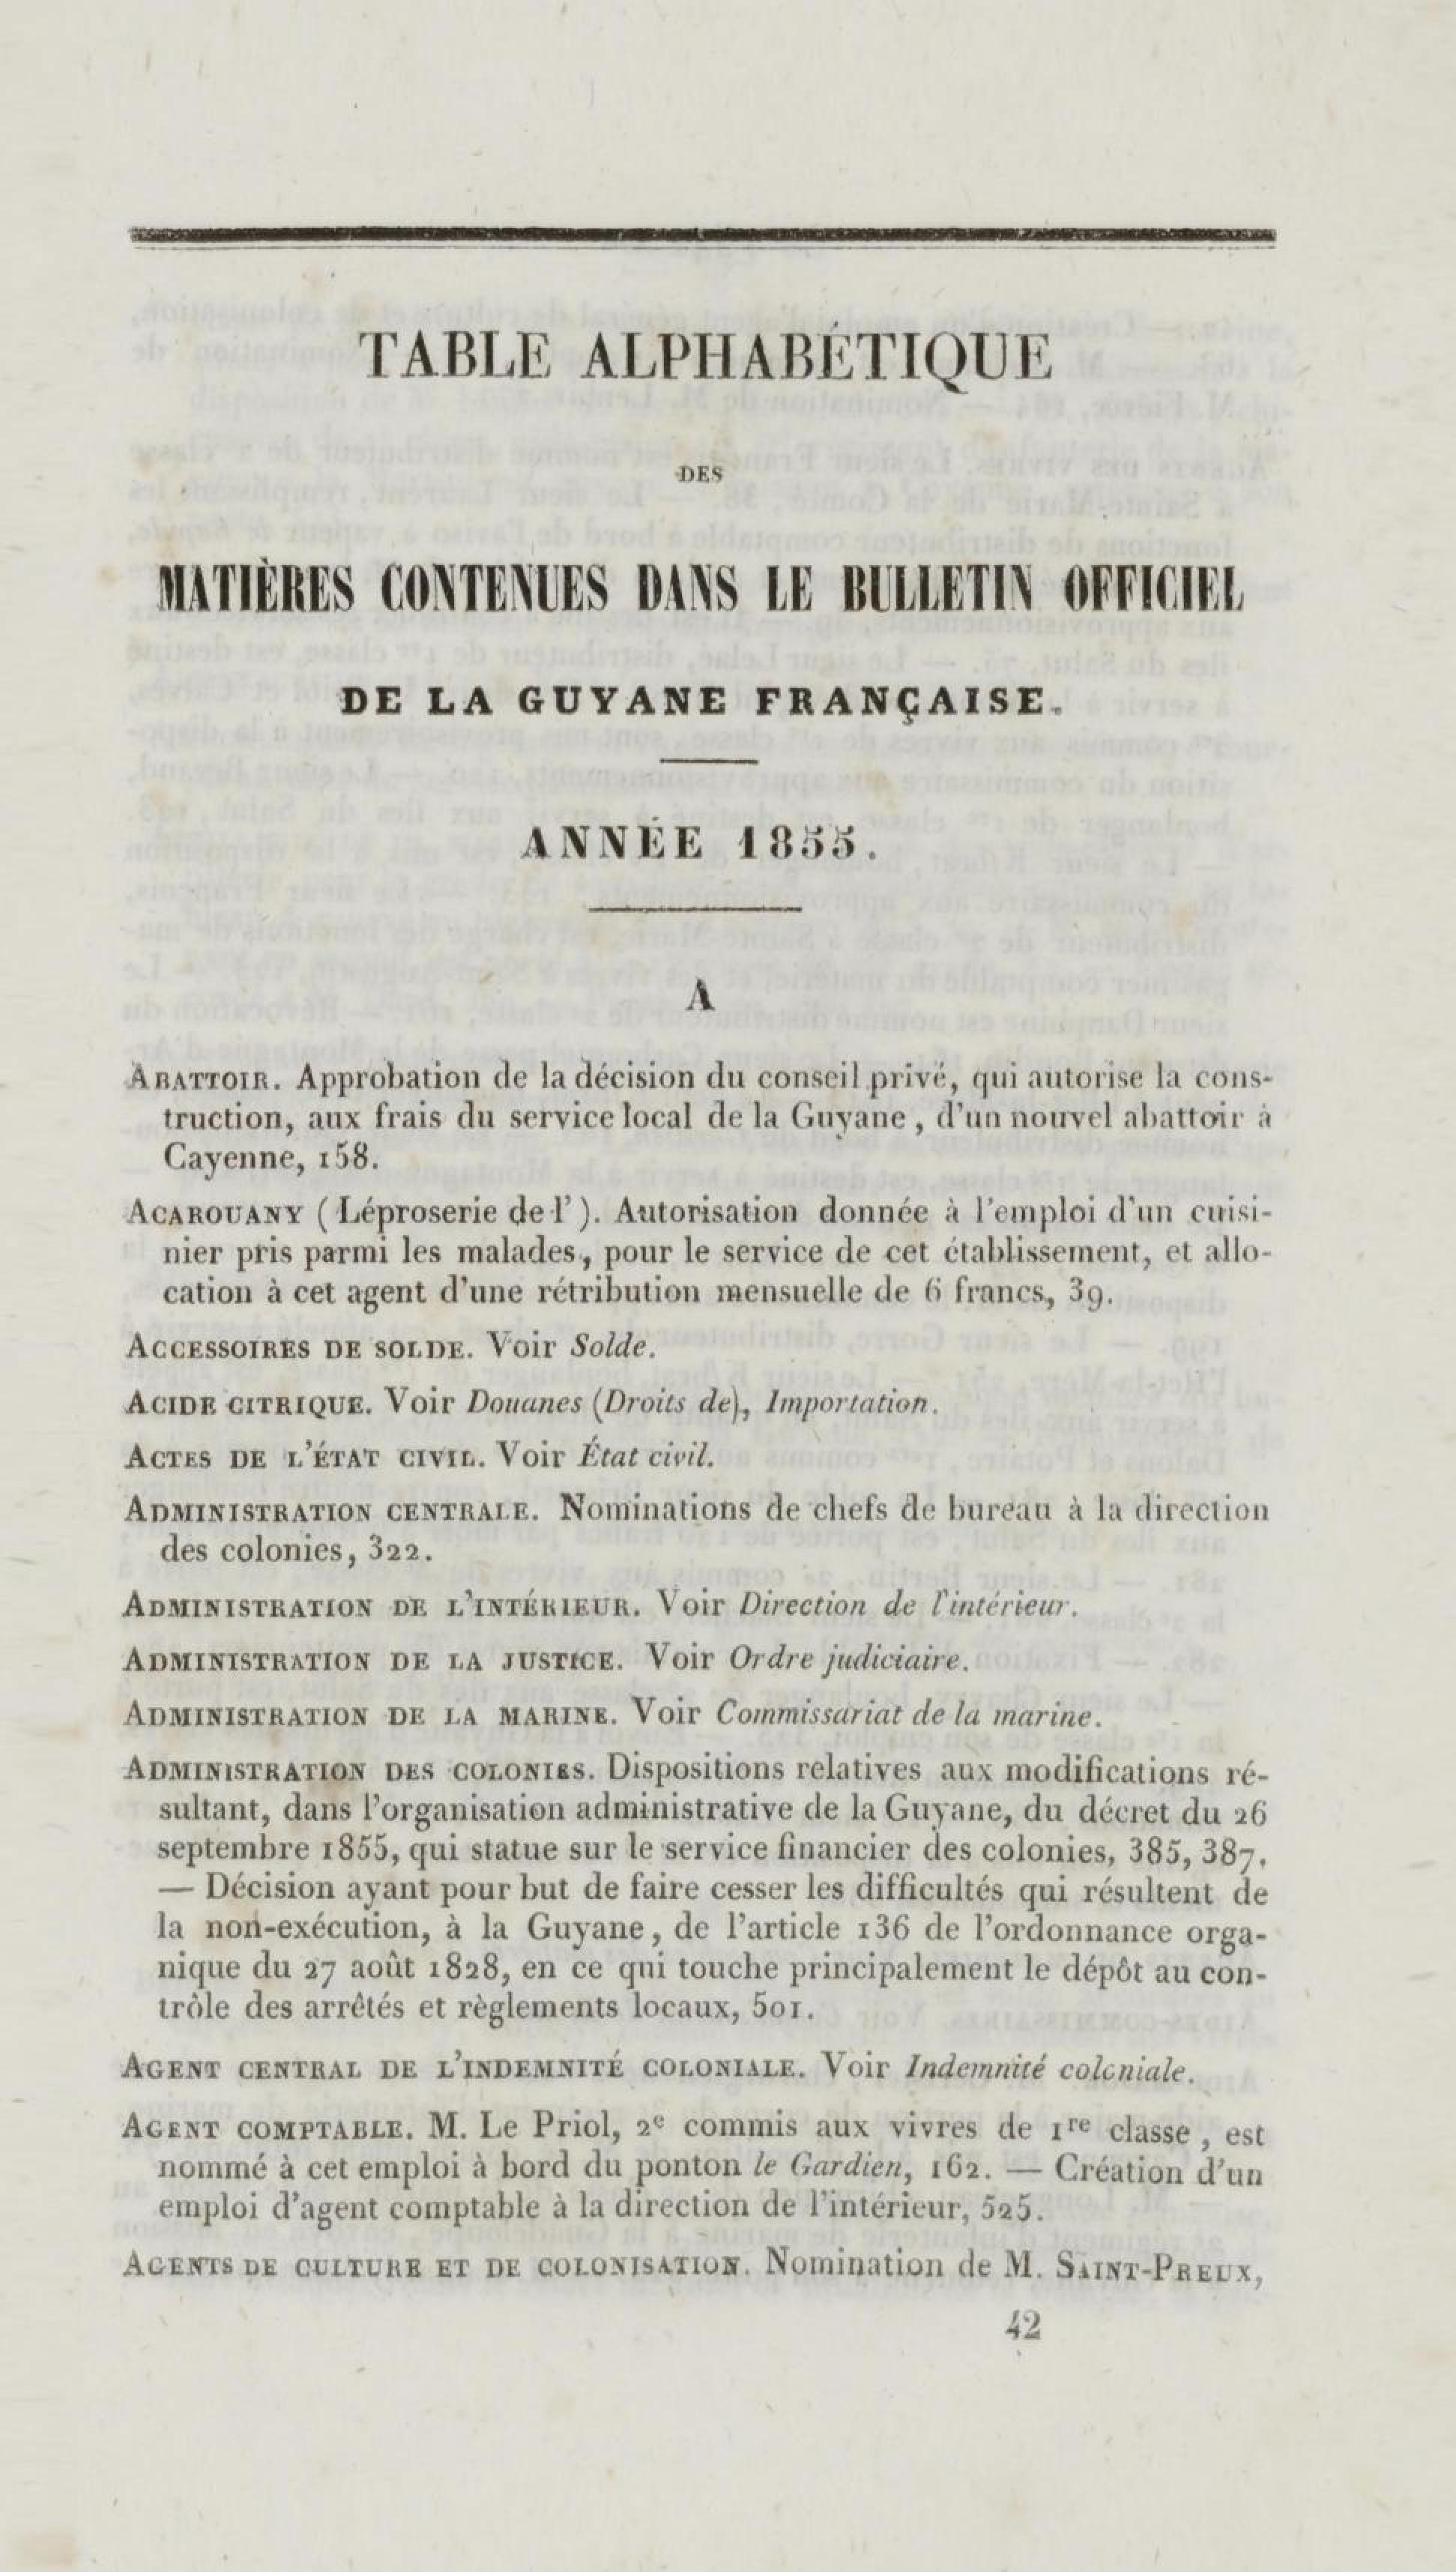 TABLE ALPHABÉTIQUE
DES
MATIÈRES CONTENUES DANS LE BULLETIN OFFICIEL
DE LA GUYANE FRANÇAISE.
ANNÉE 1855.
A
ABATTOIR. Approbation de la décision du conseil privé, qui autorise la cons-
truction, aux frais du service local de la Guyane, d'un nouvel abattoir à
Cayenne, 158.
ACAROUANY (Léproserie de l'). Autorisation donnée à l'emploi d'un cuisi-
nier pris parmi les malades, pour le service de cet établissement, et allo-
cation à cet agent d'une rétribution mensuelle de 6 francs, 39.
ACCESSOIRES DE SOLDE. Voir Solde.
ACIDE CITRIQUE. Voir Douanes (Droits de), Importation.
ACTES DE L'ÉTAT CIVIL. Voir État civil.
ADMINISTRATION CENTRALE. Nominations de chefs de bureau à la direction
des colonies, 322.
ADMINISTRATION DE L'INTÉRIEUR. Voir Direction de l'intérieur.
ADMINISTRATION DE LA JUSTICE. Voir Ordre judiciaire.
ADMINISTRATION DE LA MARINE. Voir Commissariat de la marine.
ADMINISTRATION DES COLONIES. Dispositions relatives aux modifications ré-
sultant, dans l'organisation administrative de la Guyane, du décret du 26
septembre 1855, qui statue sur le service financier des colonies, 385, 387.
— Décision ayant pour but de faire cesser les difficultés qui résultent de
la non-exécution, à la Guyane, de l'article 136 de l'ordonnance orga-
nique du 27 août 1828, en ce qui touche principalement le dépôt au con-
trôle des arrêtés et règlements locaux, 501.
AGENT CENTRAL DE L'INDEMNITÉ COLONIALE. Voir Indemnité coloniale.
AGENT COMPTABLE. M. Le Priol, 2e commis aux vivres de 1re classe, est
nommé à cet emploi à bord du ponton le Gardien, 162. — Création d'un
emploi d'agent comptable à la direction de l'intérieur, 525.
AGENTS DE CULTURE ET DE COLONISATION. Nomination de M. SAINT-PREUX,
42